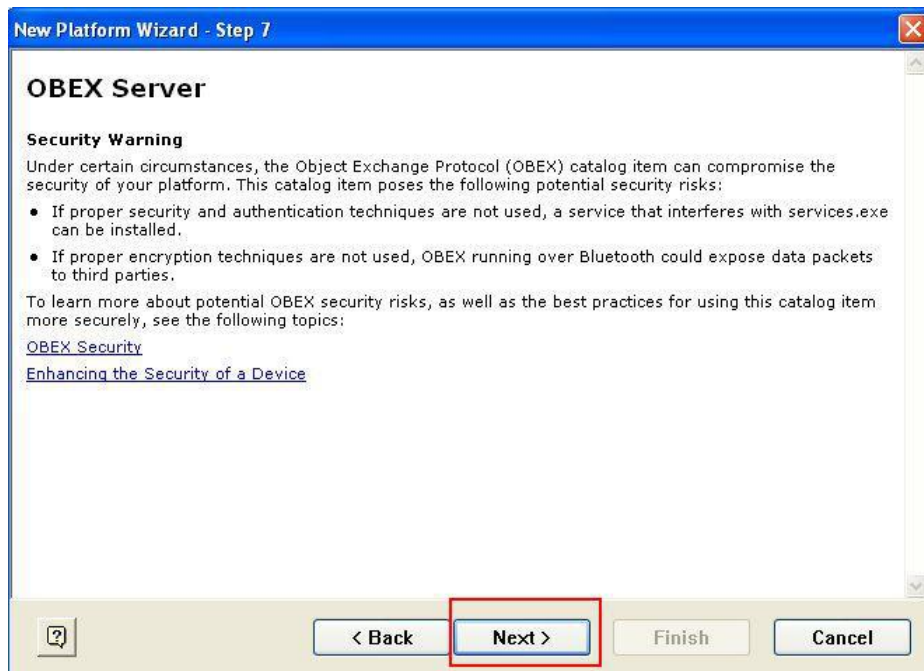 New Platform Wizard - Step 7
OBEX Server
Security Warning
Under certain circumstances, the Object Exchange Protocol (OBEX) catalog item can compromise the
security of your platform. This catalog item poses the following potential security risks:
• If proper security and authentication techniques are not used, a service that interferes with services.exe
can be installed.
• If proper encryption techniques are not used, OBEX running over Bluetooth could expose data packets
to third parties.
To learn more about potential OBEX security risks, as well as the best practices for using this catalog item
more securely, see the following topics:
OBEX Security
Enhancing the Security of a Device
? < Back Next > Finish Cancel